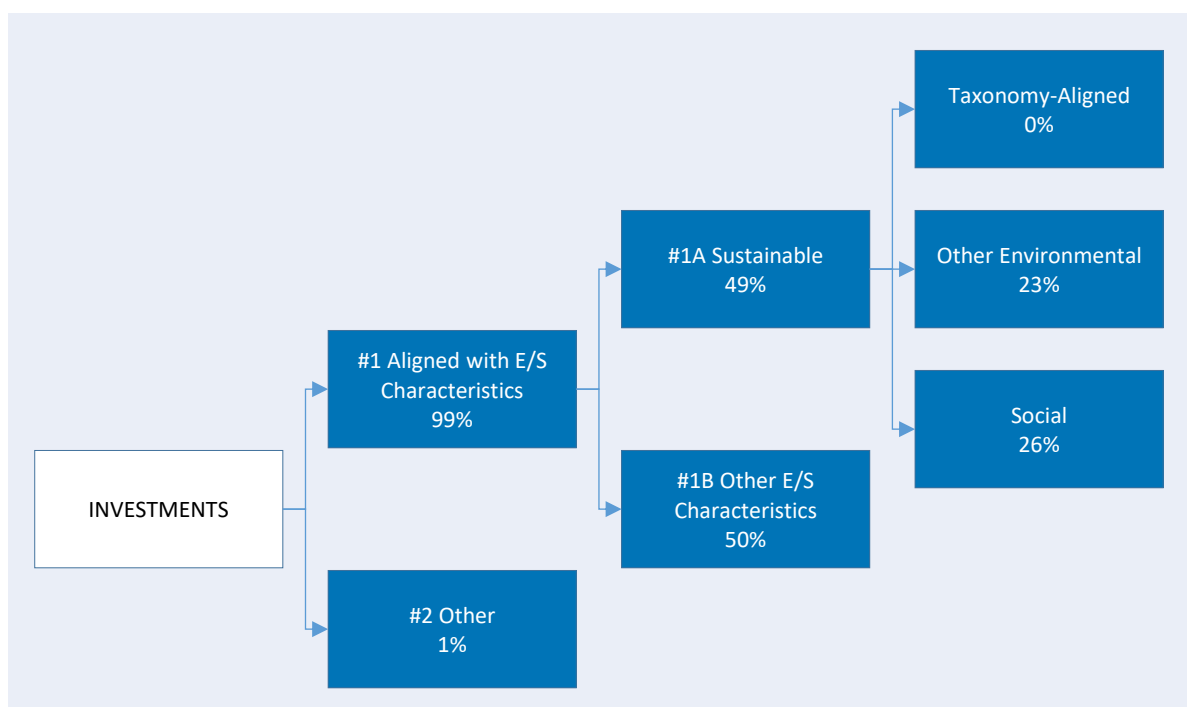 INVESTMENTS
#1 Aligned with E/S
Characteristics
99%
#2 Other
1%
#1A Sustainable
49%
#1B Other E/S
Characteristics
50%
Taxonomy-Aligned
0%
Other Environmental
23%
Social
26%